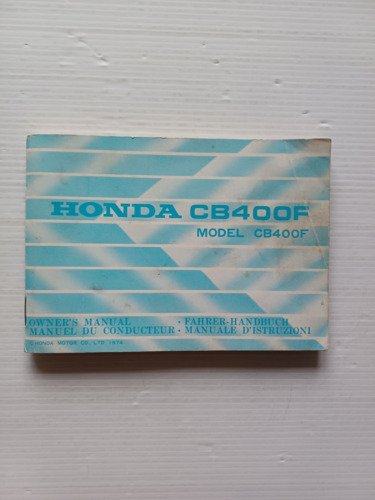 HONDA CB400F
MODEL CB400F
OWNER'S MANUAL · FAHRER-HANDBUCH
MANUEL DU CONDUCTEUR · MANUALE D'ISTRUZIONI
©HONDA MOTOR CO., LTD. 1974